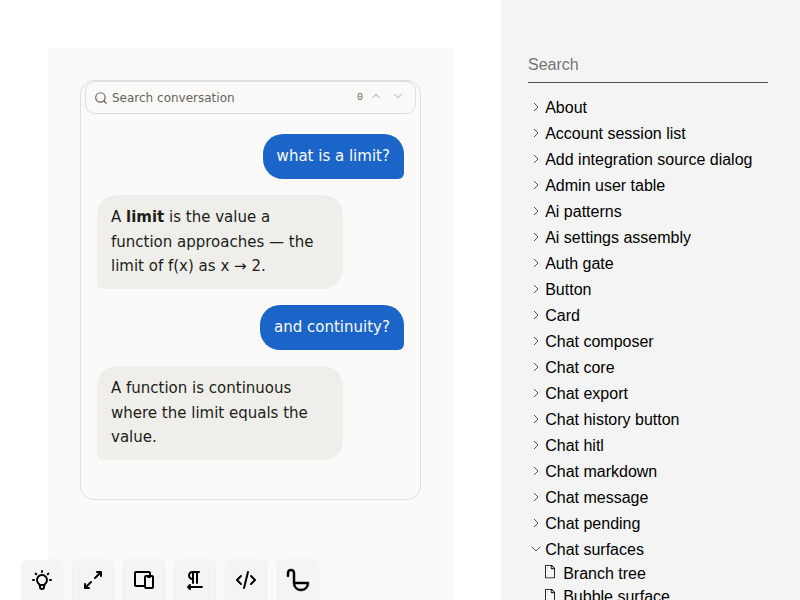 Search conversation 0
what is a limit?
A limit is the value a
function approaches — the
limit of f(x) as x → 2.
and continuity?
A function is continuous
where the limit equals the
value.
Search
About
Account session list
Add integration source dialog
Admin user table
Ai patterns
Ai settings assembly
Auth gate
Button
Card
Chat composer
Chat core
Chat export
Chat history button
Chat hitl
Chat markdown
Chat message
Chat pending
Chat surfaces
Branch tree
Bubble surface